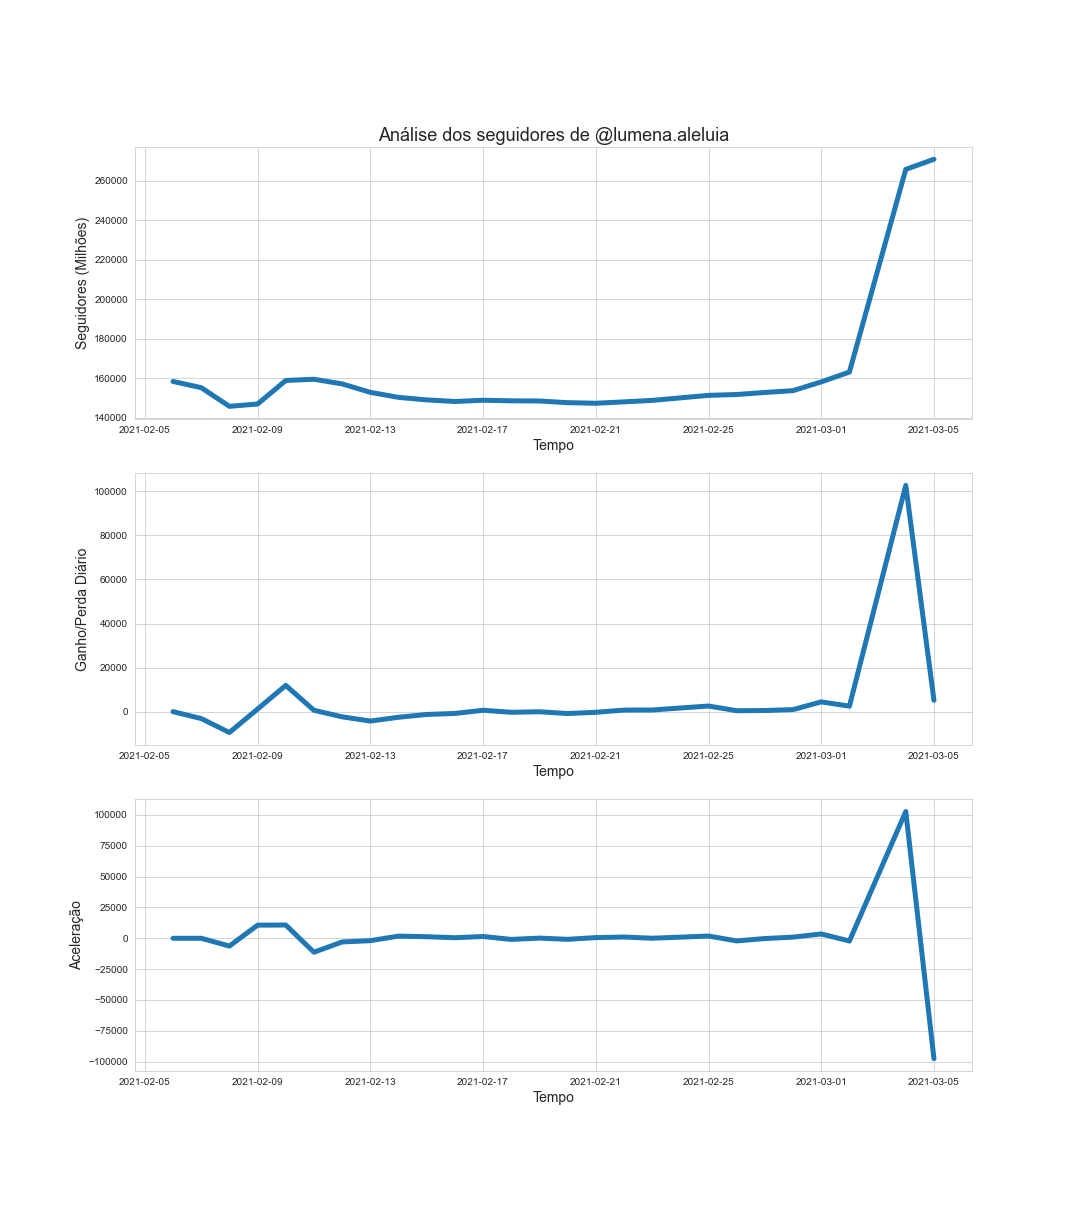 Análise dos seguidores de @lumena.aleluia
Seguidores (Milhões)
260000
240000
220000
200000
180000
160000
140000
2021-02-05 2021-02-09 2021-02-13 2021-02-17 2021-02-21 2021-02-25 2021-03-01 2021-03-05
Tempo
Ganho/Perda Diário
100000
80000
60000
40000
20000
0
2021-02-05 2021-02-09 2021-02-13 2021-02-17 2021-02-21 2021-02-25 2021-03-01 2021-03-05
Tempo
Aceleração
100000
75000
50000
25000
0
−25000
−50000
−75000
−100000
2021-02-05 2021-02-09 2021-02-13 2021-02-17 2021-02-21 2021-02-25 2021-03-01 2021-03-05
Tempo